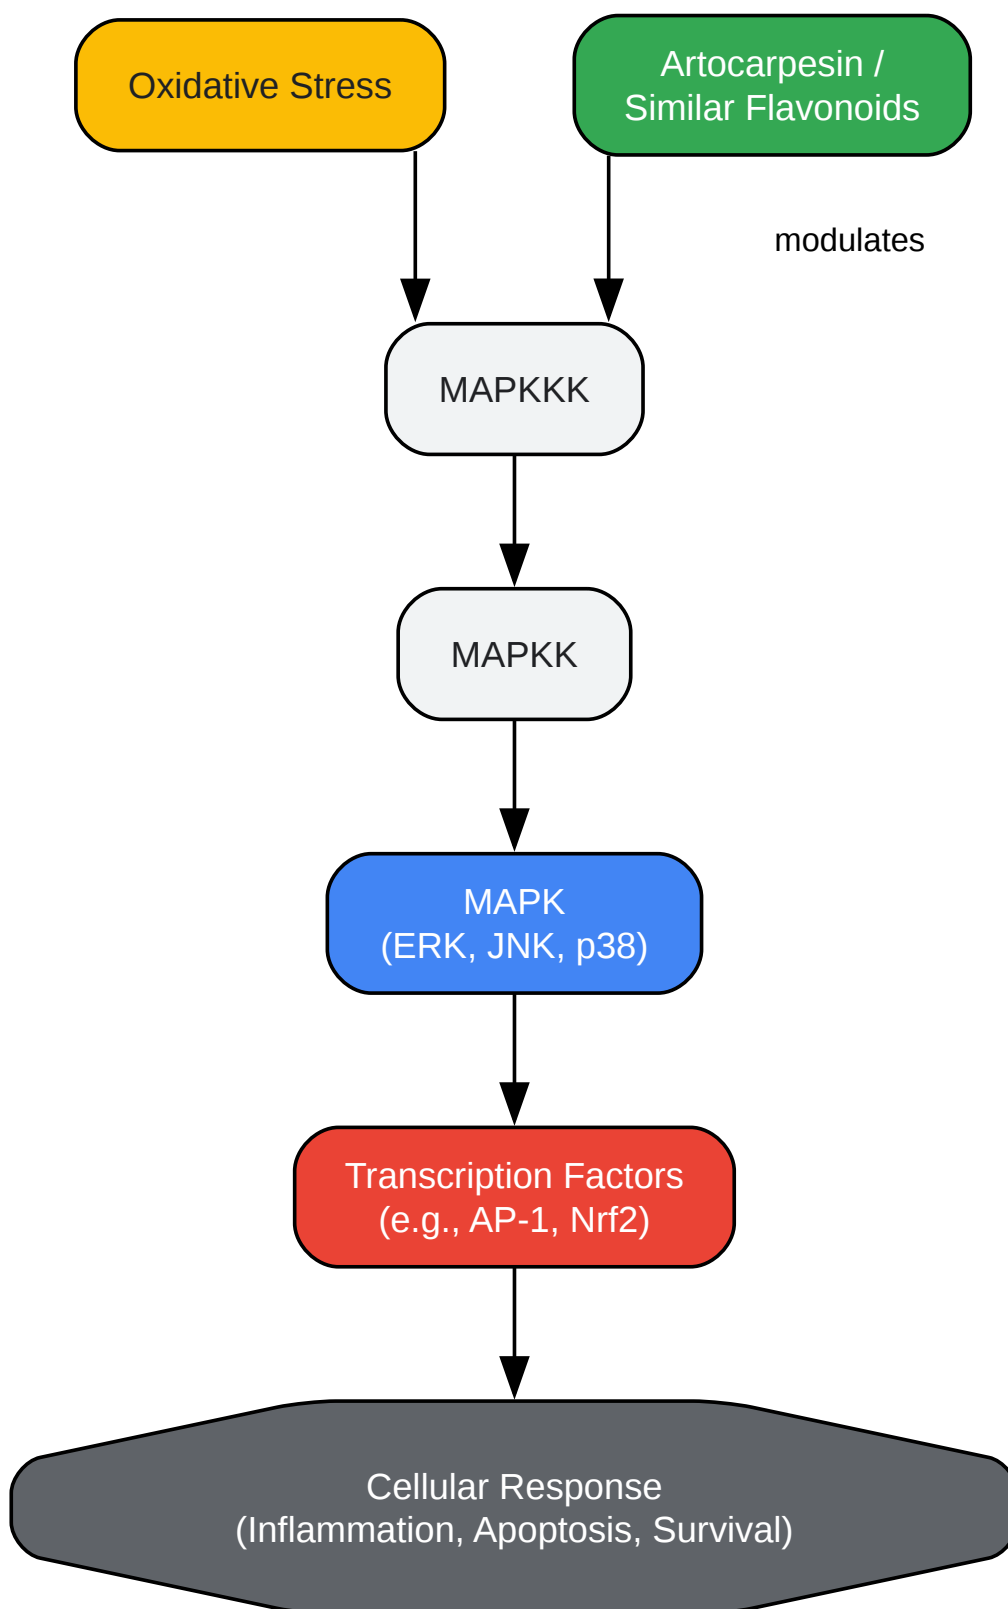 Oxidative Stress
Artocarpesin /
Similar Flavonoids
modulates
MAPKKK
MAPKK
MAPK
(ERK, JNK, p38)
Transcription Factors
(e.g., AP-1, Nrf2)
Cellular Response
(Inflammation, Apoptosis, Survival)